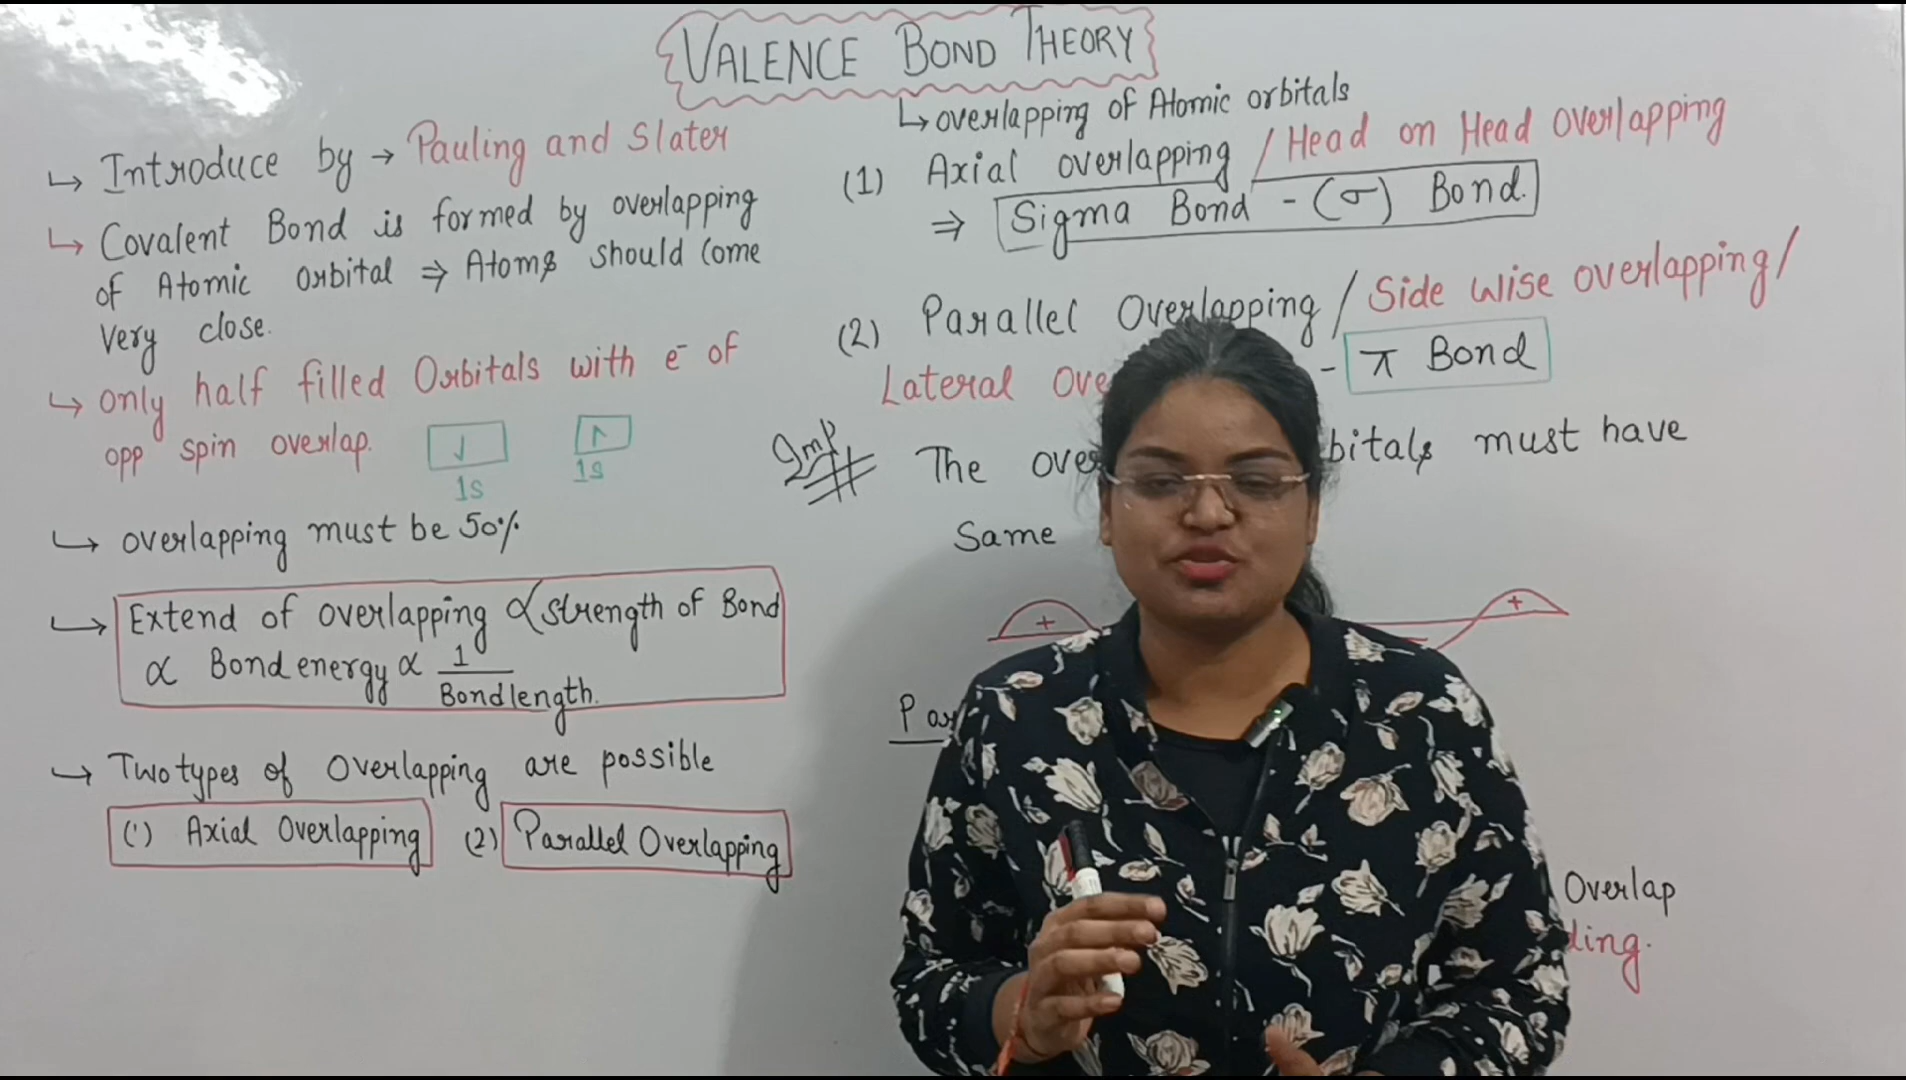 VALENCE BOND THEORY
↳ Introduce by → Pauling and Slater
↳ Covalent Bond is formed by overlapping
of Atomic orbital ⇒ Atoms should come
very close.
↳ only half filled Orbitals with e⁻ of
opp spin overlap.
1s 1s
↳ overlapping must be 50%
↳ Extend of overlapping ∝ strength of Bond
∝ Bond energy ∝ 1
Bond length.
↳ Two types of overlapping are possible
(1) Axial Overlapping (2) Parallel Overlapping
↳ overlapping of Atomic orbitals
(1) Axial overlapping / Head on Head overlapping
⇒ Sigma Bond - (σ) Bond.
(2) Parallel Overlapping / Side wise overlapping /
Lateral - π Bond
Imp # The must have
Same
+ +
Overlap